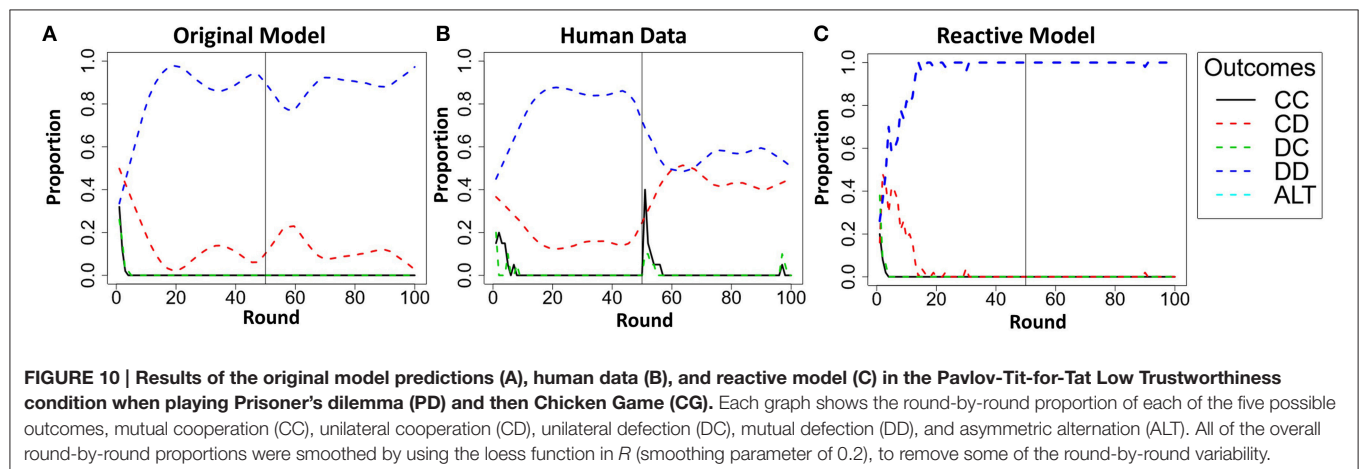 A Original Model
B Human Data
C Reactive Model
Proportion
0.0 0.2 0.4 0.6 0.8 1.0
0 20 40 60 80 100
Round
Proportion
0.0 0.2 0.4 0.6 0.8 1.0
0 20 40 60 80 100
Round
Proportion
0.0 0.2 0.4 0.6 0.8 1.0
0 20 40 60 80 100
Round
Outcomes
CC
CD
DC
DD
ALT
FIGURE 10 | Results of the original model predictions (A), human data (B), and reactive model (C) in the Pavlov-Tit-for-Tat Low Trustworthiness
condition when playing Prisoner's dilemma (PD) and then Chicken Game (CG). Each graph shows the round-by-round proportion of each of the five possible
outcomes, mutual cooperation (CC), unilateral cooperation (CD), unilateral defection (DC), mutual defection (DD), and asymmetric alternation (ALT). All of the overall
round-by-round proportions were smoothed by using the loess function in R (smoothing parameter of 0.2), to remove some of the round-by-round variability.